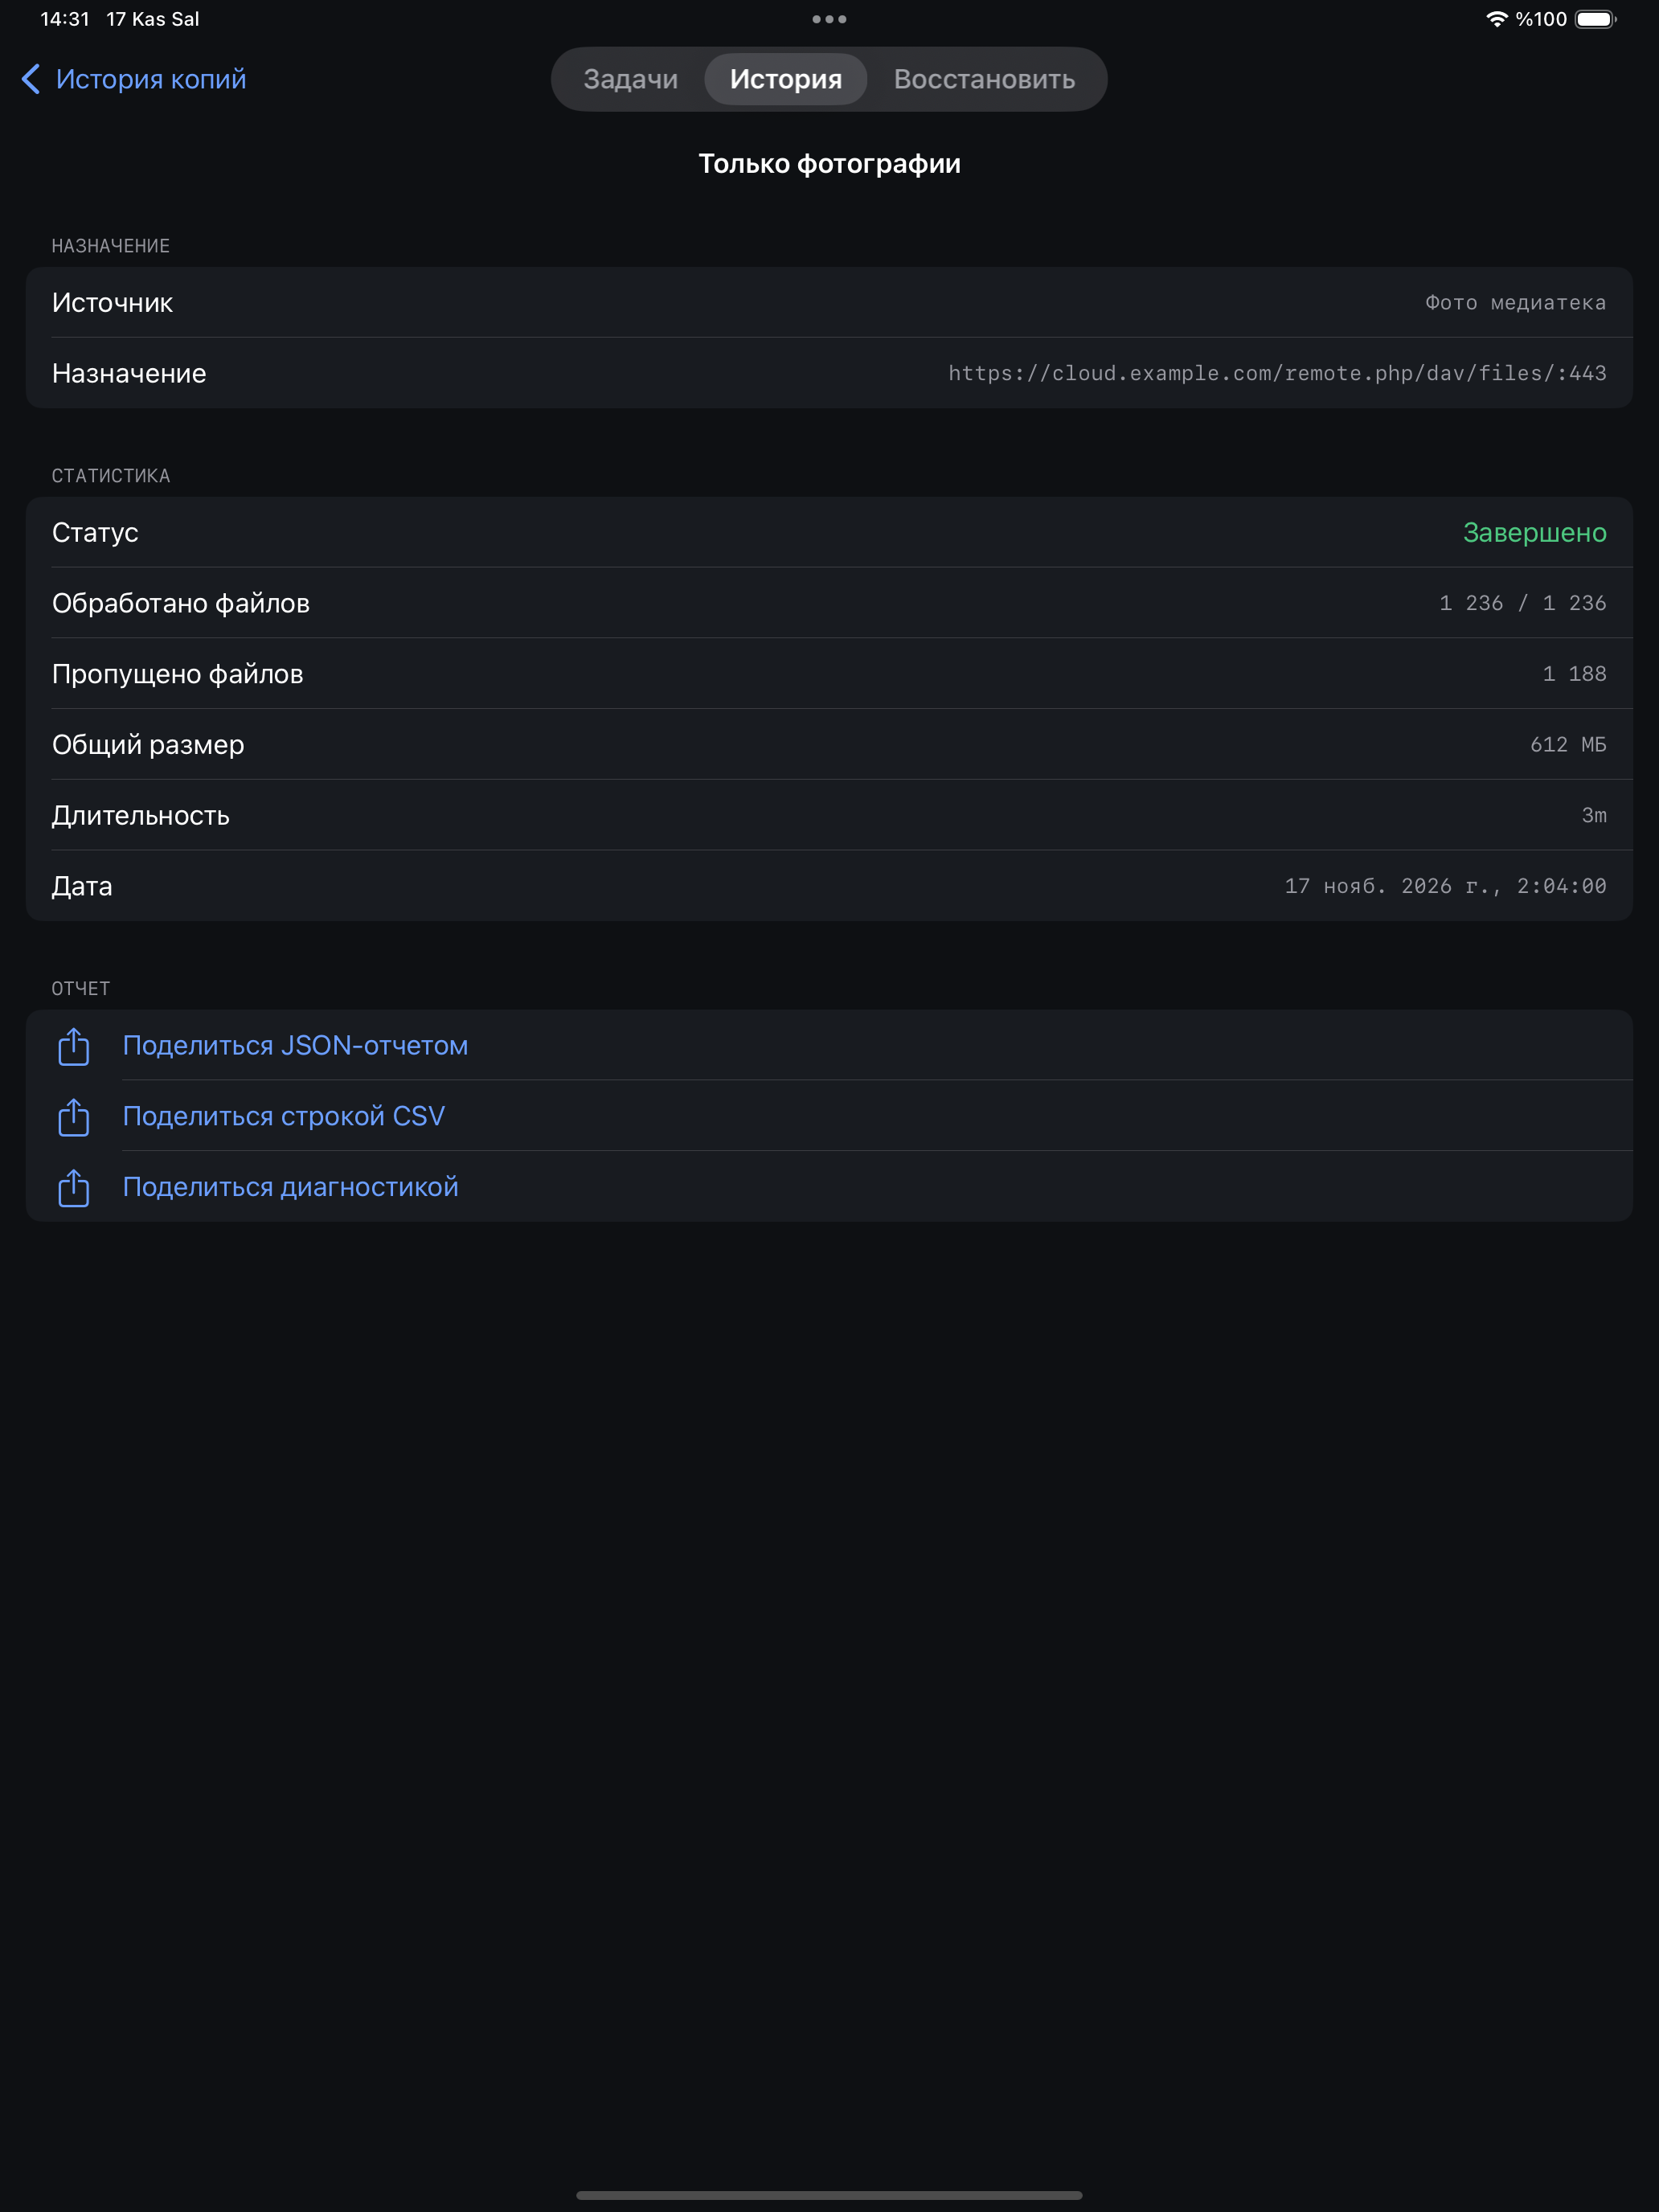 14:31 17 Kas Sal
%100
История копий
Задачи
История
Восстановить
Только фотографии
НАЗНАЧЕНИЕ
Источник
Фото медиатека
Назначение
https://cloud.example.com/remote.php/dav/files/:443
СТАТИСТИКА
Статус
Завершено
Обработано файлов
1 236 / 1 236
Пропущено файлов
1 188
Общий размер
612 МБ
Длительность
3m
Дата
17 нояб. 2026 г., 2:04:00
ОТЧЕТ
Поделиться JSON-отчетом
Поделиться строкой CSV
Поделиться диагностикой